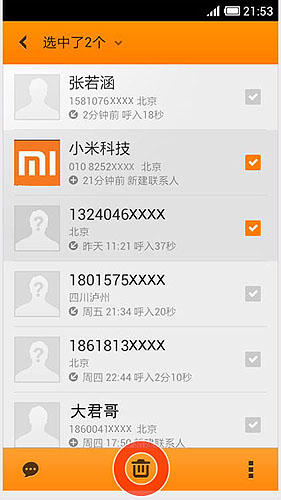 21:53
选中了2个
张若涵
1581076XXXX 北京
2分钟前 呼入18秒
小米科技
010 8252XXXX 北京
21分钟前 新建联系人
1324046XXXX
北京
昨天 11:21 呼入37秒
1801575XXXX
四川泸州
周五 21:34 呼入20秒
1861813XXXX
北京
周四 22:44 呼入2分10秒
大君哥
1860041XXXX 北京
周四 17:50 新建联系人